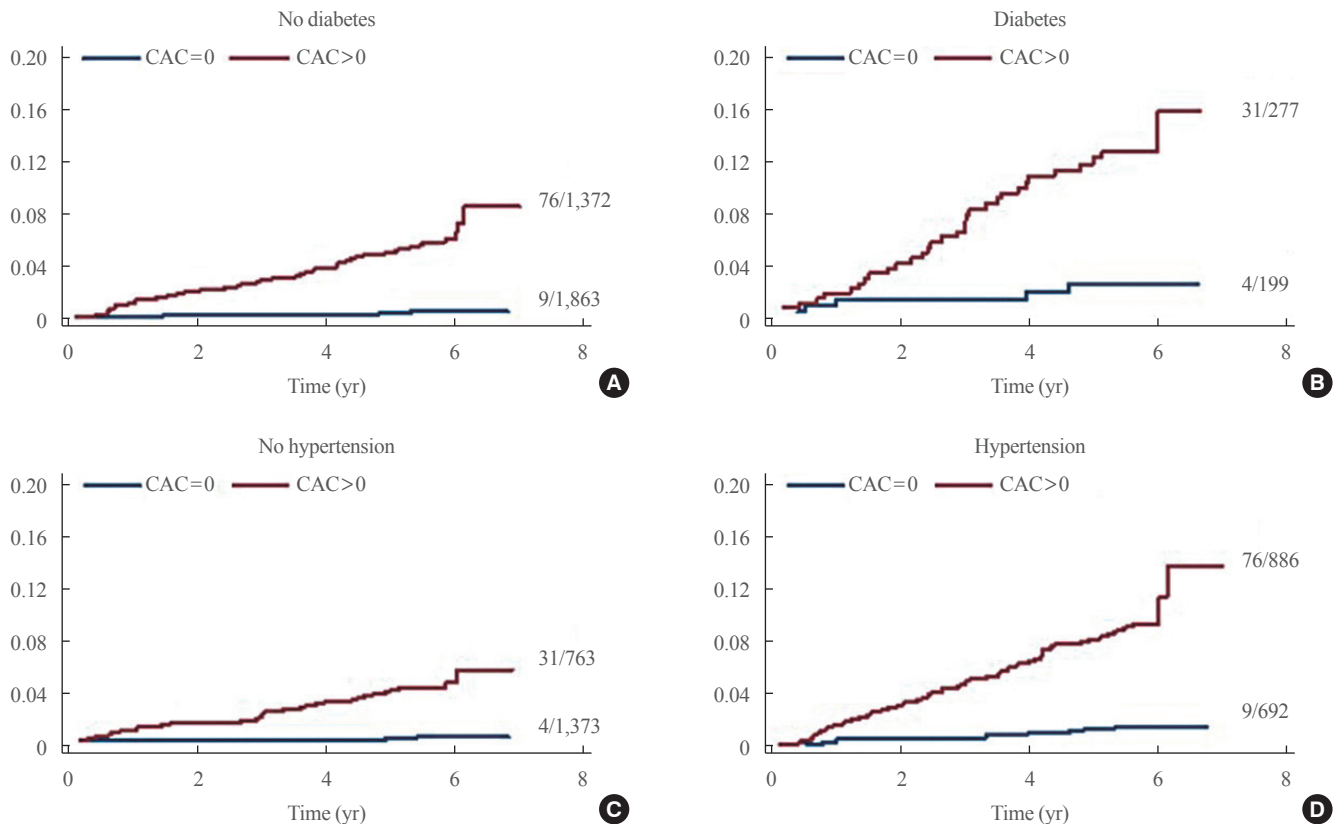 No diabetes
CAC=0 CAC>0
0.20
0.16
0.12
0.08
0.04
0
76/1,372
9/1,863
0 2 4 6 8
Time (yr)
A
Diabetes
CAC=0 CAC>0
0.20
0.16
0.12
0.08
0.04
0
31/277
4/199
0 2 4 6 8
Time (yr)
B
No hypertension
CAC=0 CAC>0
0.20
0.16
0.12
0.08
0.04
0
31/763
4/1,373
0 2 4 6 8
Time (yr)
C
Hypertension
CAC=0 CAC>0
0.20
0.16
0.12
0.08
0.04
0
76/886
9/692
0 2 4 6 8
Time (yr)
D